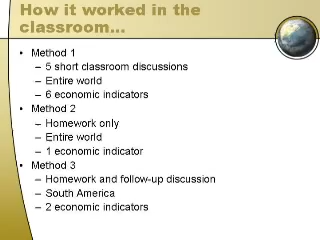 How it worked in the
classroom...
• Method 1
– 5 short classroom discussions
– Entire world
– 6 economic indicators
• Method 2
– Homework only
– Entire world
– 1 economic indicator
• Method 3
– Homework and follow-up discussion
– South America
– 2 economic indicators